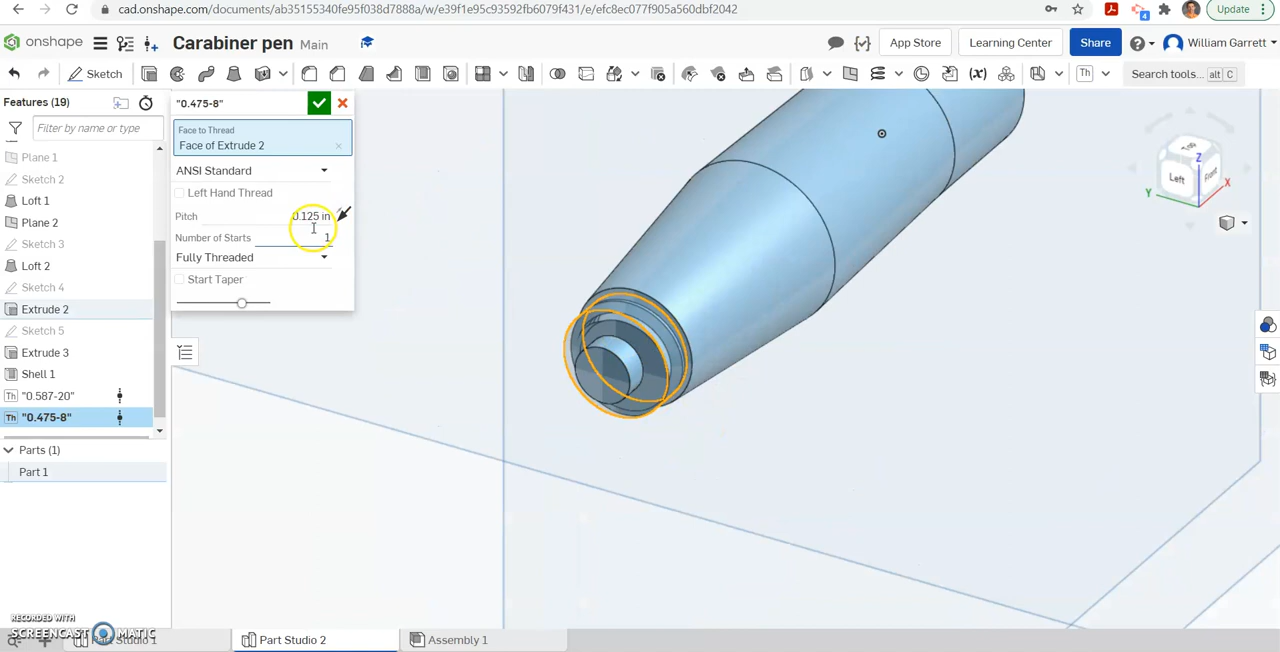 cad.onshape.com/documents/ab35155340fe95f038d7888a/w/e39f1e95c93592fb6079f431/e/efc8ec077f905a560dbf2042
4
Update
onshape
Carabiner pen
Main
App Store
Learning Center
Share
William Garrett
Sketch
Th
Search tools...
alt
C
Features (19)
Filter by name or type
Plane 1
Sketch 2
Loft 1
Plane 2
Sketch 3
Loft 2
Sketch 4
Extrude 2
Sketch 5
Extrude 3
Shell 1
Th
"0.587-20"
Th
"0.475-8"
Parts (1)
Part 1
"0.475-8"
Face to Thread
Face of Extrude 2
ANSI Standard
Left Hand Thread
Pitch
0.125 in
Number of Starts
1
Fully Threaded
Start Taper
Top
Left
Front
Z
Y
X
RECORDED WITH
SCREENCAST
MATIC
Part Studio 2
Assembly 1